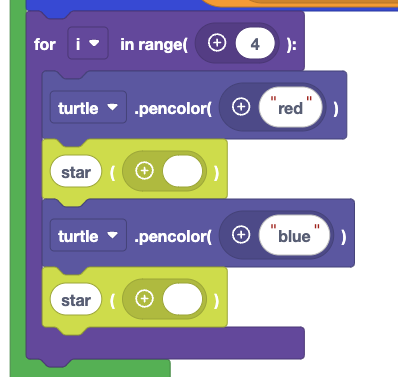 for i in range( 4 ):
turtle .pencolor( "red" )
star ( )
turtle .pencolor( "blue" )
star ( )